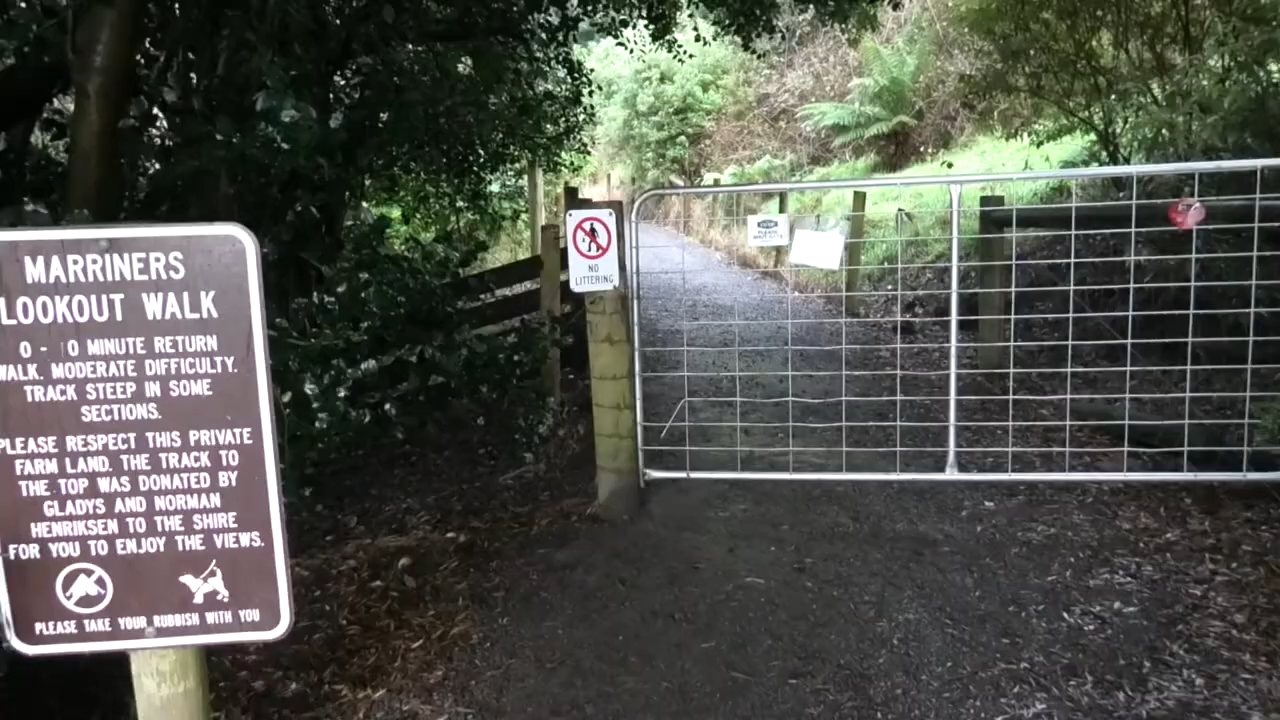 MARRINERS
LOOKOUT WALK
0 - 0 MINUTE RETURN
WALK. MODERATE DIFFICULTY.
TRACK STEEP IN SOME
SECTIONS.
PLEASE RESPECT THIS PRIVATE
FARM LAND. THE TRACK TO
THE TOP WAS DONATED BY
GLADYS AND NORMAN
HENRIKSEN TO THE SHIRE
FOR YOU TO ENJOY THE VIEWS.
PLEASE TAKE YOUR RUBBISH WITH YOU
NO
LITTERING
PLEASE